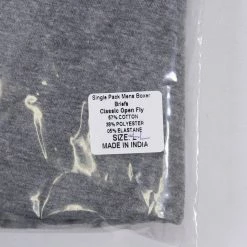 Single Pack Mens Boxer
Briefs
Classic Open Fly
57% COTTON
38% POLYESTER
05% ELASTANE
SIZE:
MADE IN INDIA